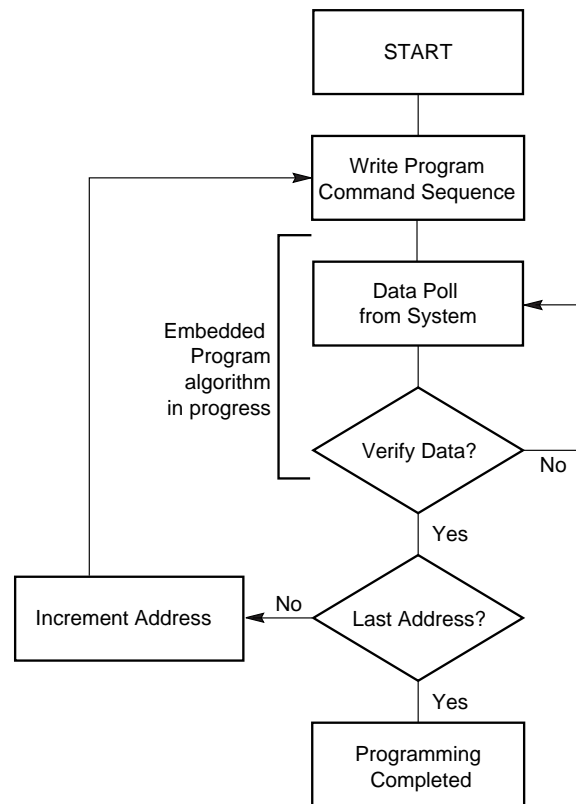 START
Write Program
Command Sequence
Data Poll
from System
Embedded
Program
algorithm
in progress
Verify Data?
No
Yes
Increment Address
No
Last Address?
Yes
Programming
Completed